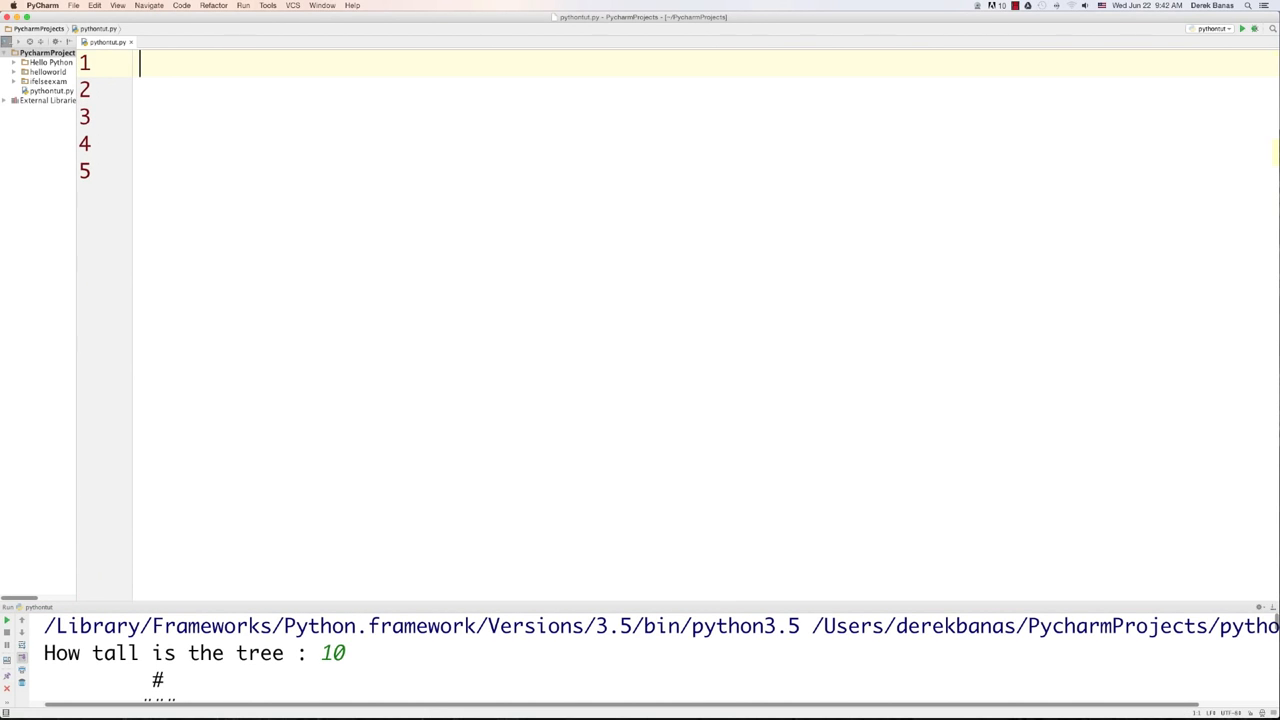 PyCharm File Edit View Navigate Code Refactor Run Tools VCS Window Help 10 Wed Jun 22 9:42 AM Derek Banas
pythontut.py - PycharmProjects - [~/PycharmProjects]
PycharmProjects pythontut.py pythontut
pythontut.py
PycharmProject
Hello Python
helloworld
ifelseexam
pythontut.py
External Librarie
1
2
3
4
5
Run pythontut
/Library/Frameworks/Python.framework/Versions/3.5/bin/python3.5 /Users/derekbanas/PycharmProjects/pytho
How tall is the tree : 10
#
###
1:1 LF÷ UTF-8÷